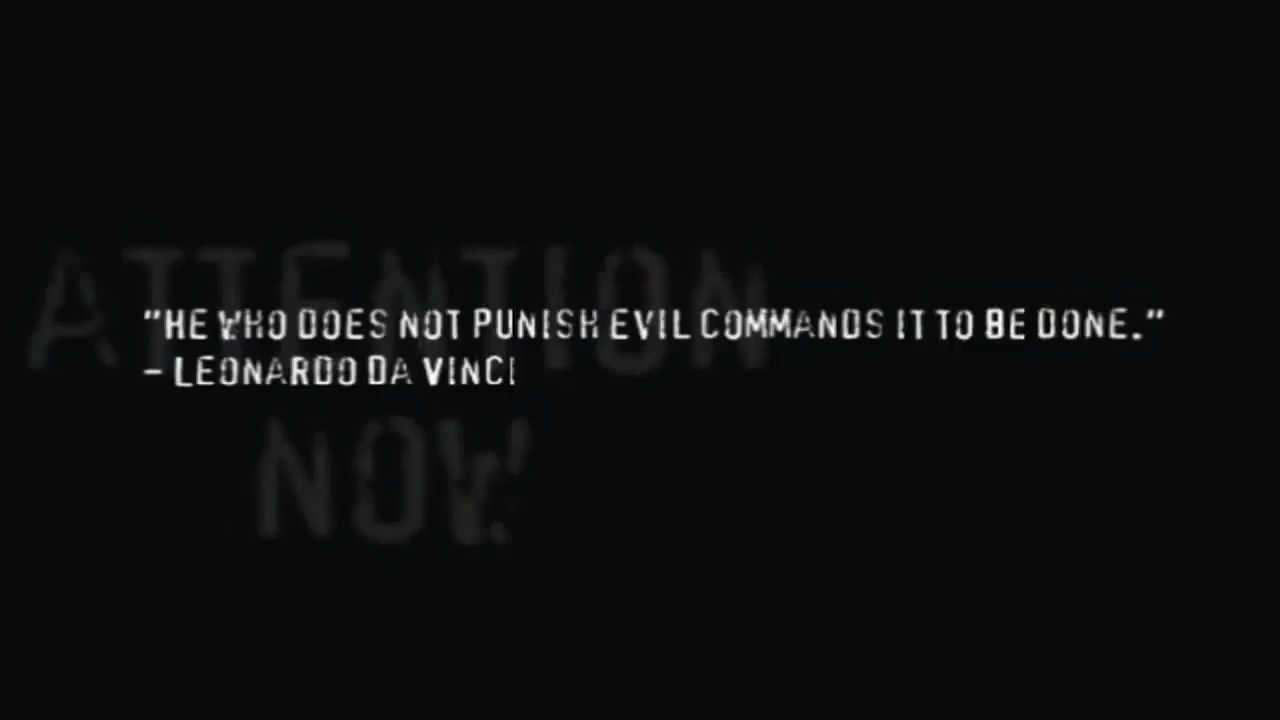 ATTENTION
"HE WHO DOES NOT PUNISH EVIL COMMANDS IT TO BE DONE."
– LEONARDO DA VINCI
NOW